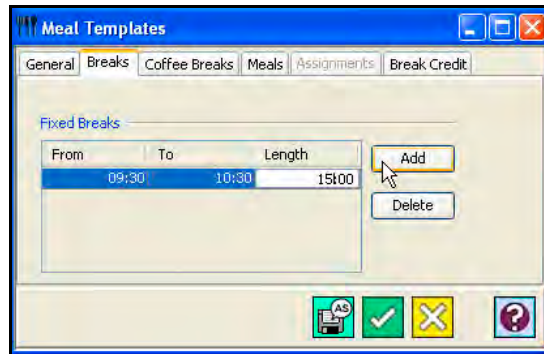 Meal Templates
General Breaks Coffee Breaks Meals Assignments Break Credit
Fixed Breaks
From To Length
09:30 10:30 15:00
Add
Delete
AS
?